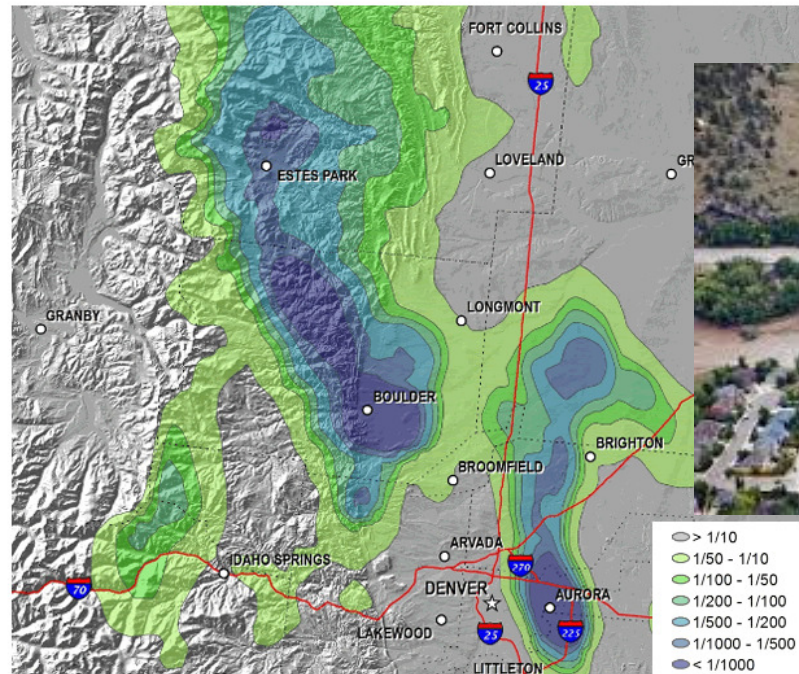 FORT COLLINS
25
LOVELAND
ESTES PARK
GRANBY
LONGMONT
BOULDER
BRIGHTON
BROOMFIELD
ARVADA
IDAHO SPRINGS
270
70
DENVER
AURORA
LAKEWOOD
25
225
LITTLETON
> 1/10
1/50 - 1/10
1/100 - 1/50
1/200 - 1/100
1/500 - 1/200
1/1000 - 1/500
< 1/1000